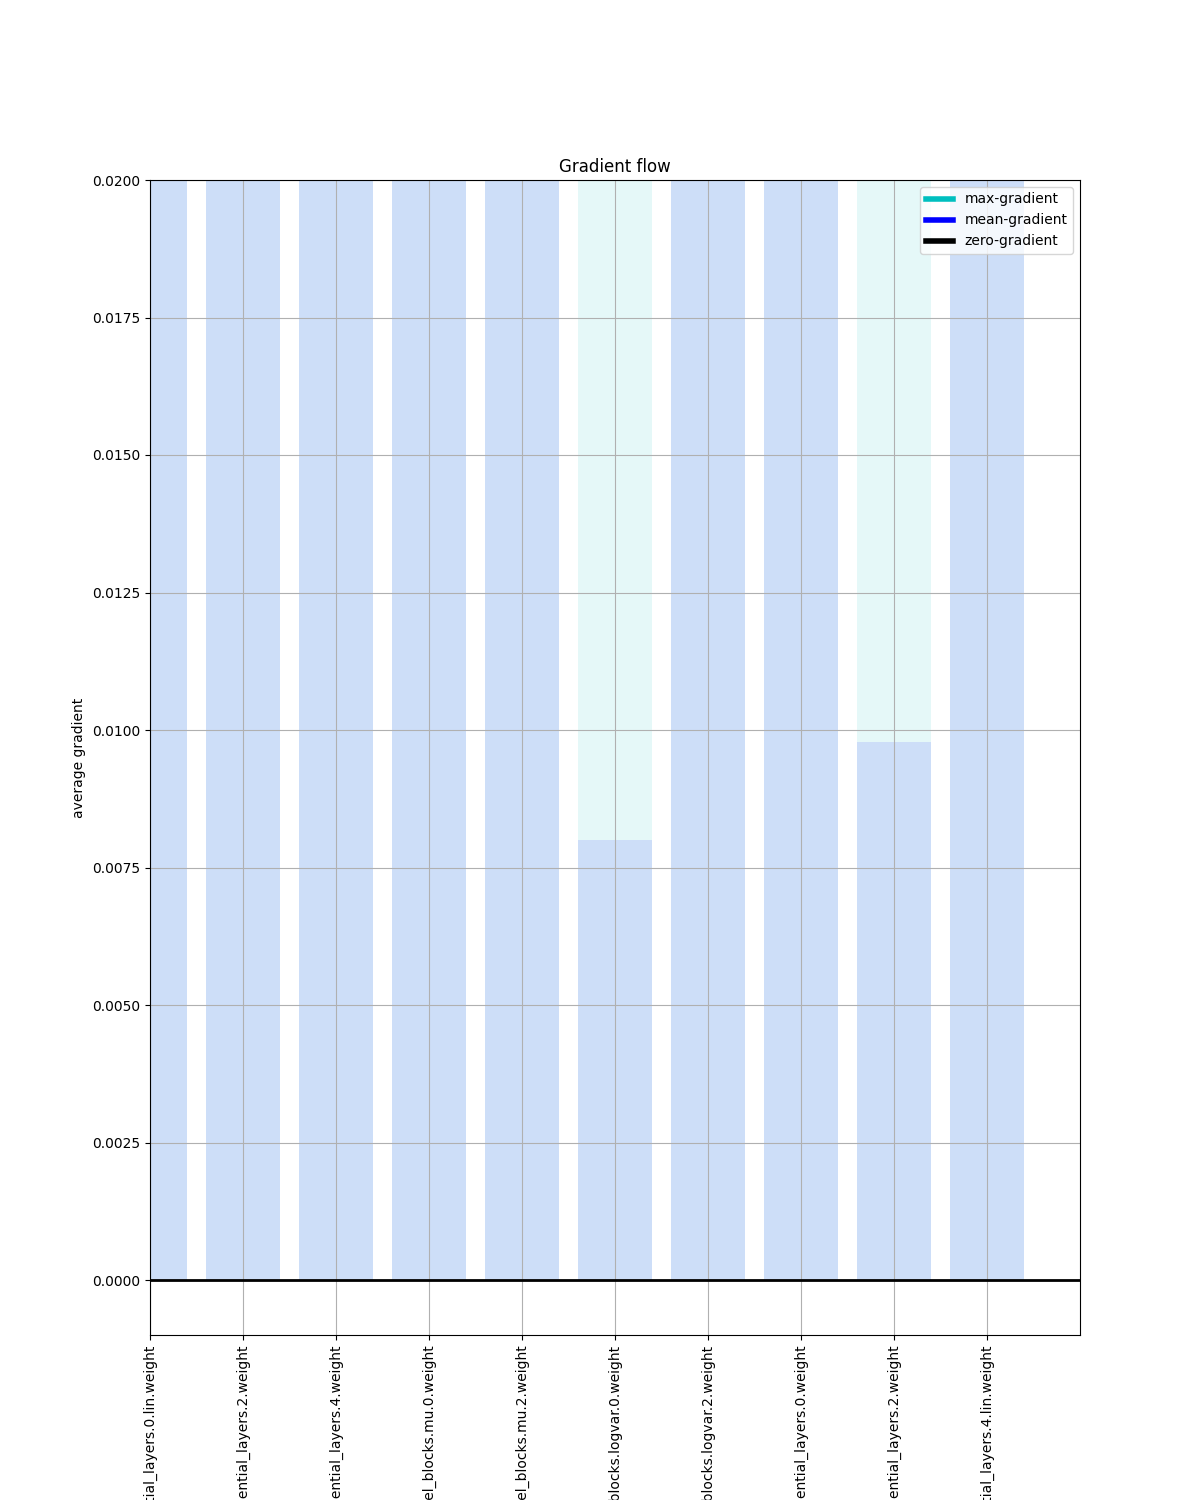 Gradient flow
max-gradient
mean-gradient
zero-gradient
0.0200
0.0175
0.0150
0.0125
0.0100
0.0075
0.0050
0.0025
0.0000
average gradient
tial_layers.0.lin.weight
ential_layers.2.weight
ential_layers.4.weight
el_blocks.mu.0.weight
el_blocks.mu.2.weight
blocks.logvar.0.weight
blocks.logvar.2.weight
ential_layers.0.weight
ential_layers.2.weight
tial_layers.4.lin.weight